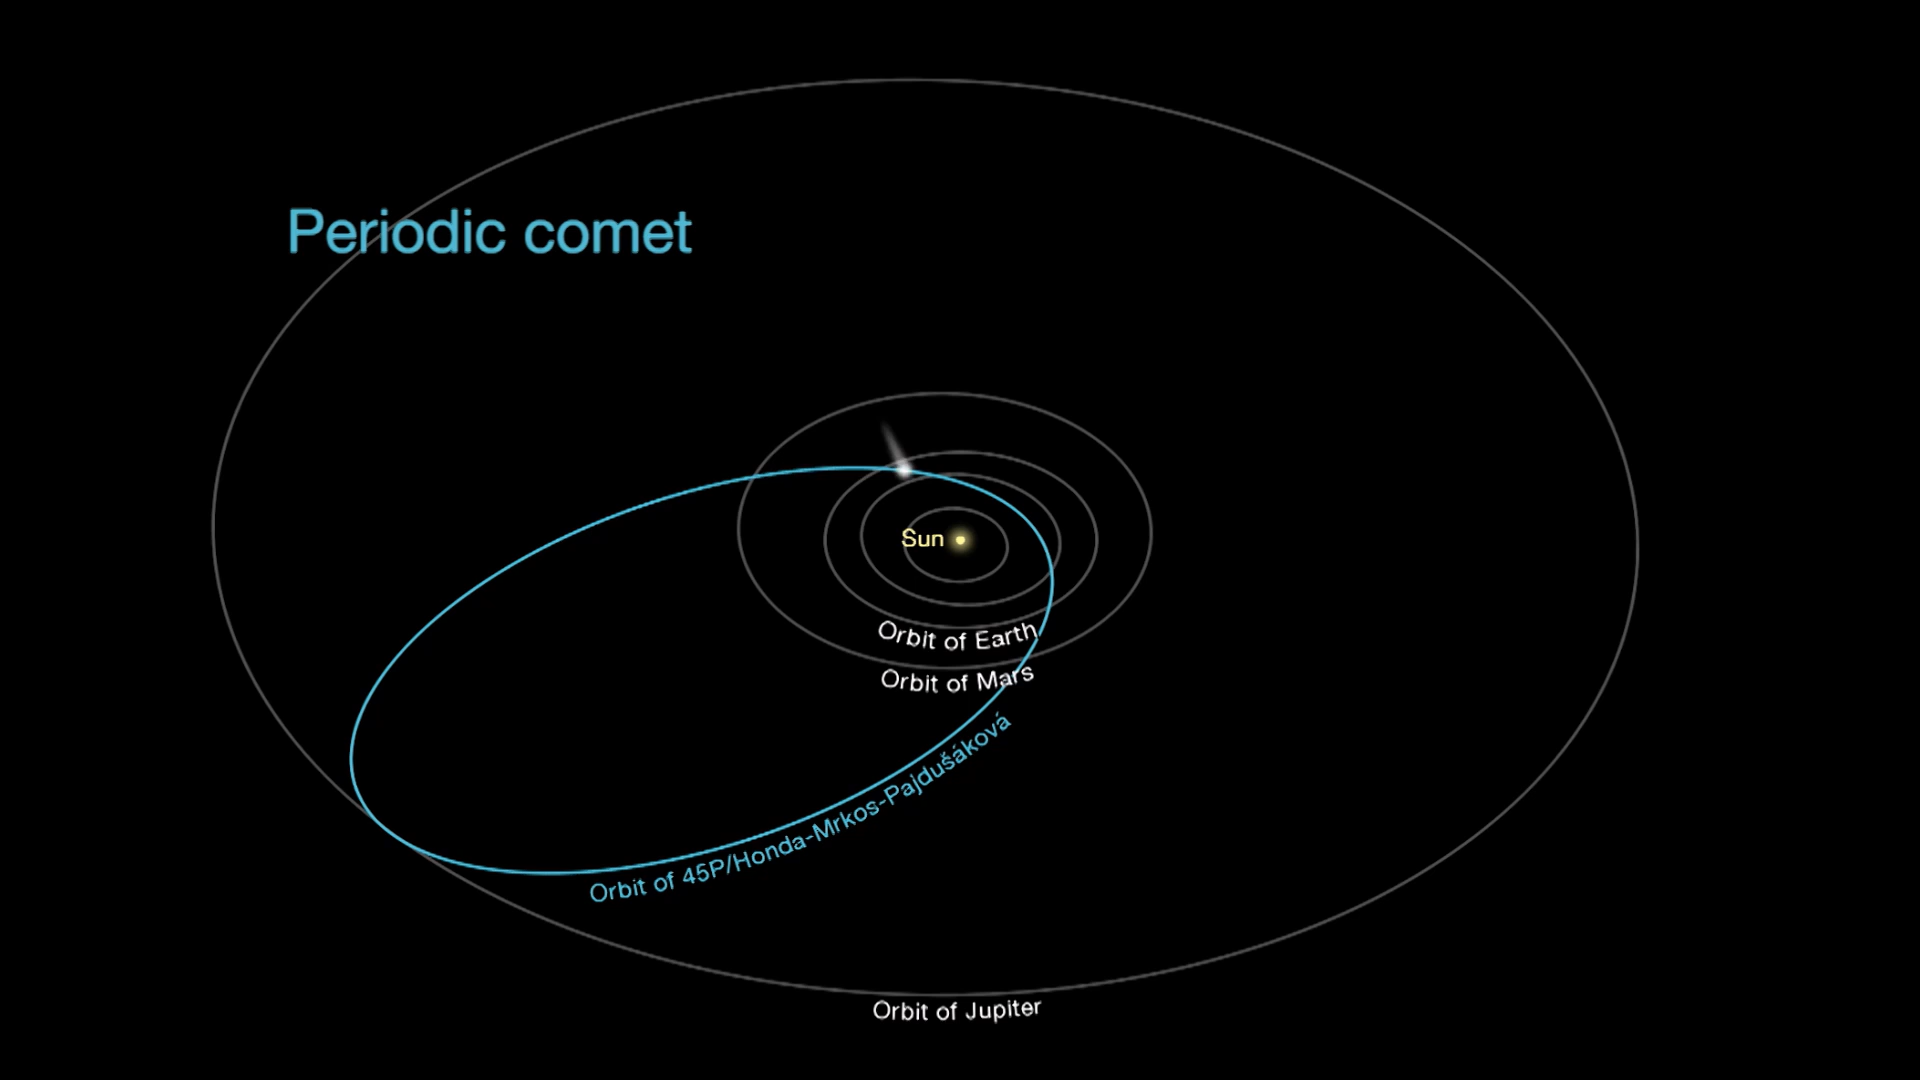 Periodic comet
Sun
Orbit of Earth
Orbit of Mars
Orbit of 45P/Honda-Mrkos-Pajdušáková
Orbit of Jupiter